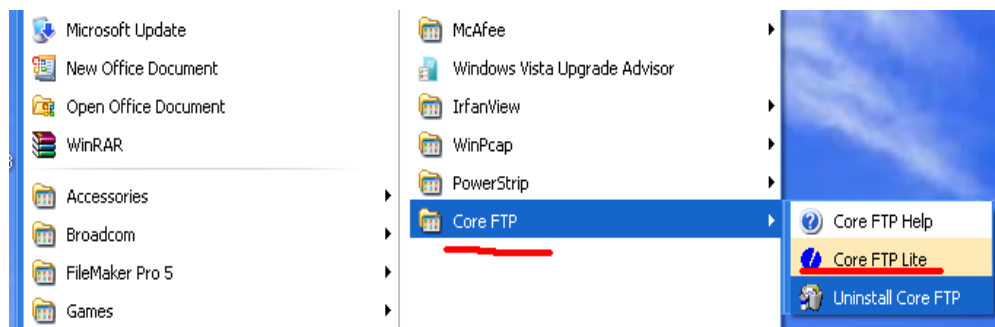 Microsoft Update
New Office Document
Open Office Document
WinRAR
Accessories
Broadcom
FileMaker Pro 5
Games
McAfee
Windows Vista Upgrade Advisor
IrfanView
WinPcap
PowerStrip
Core FTP
Core FTP Help
Core FTP Lite
Uninstall Core FTP